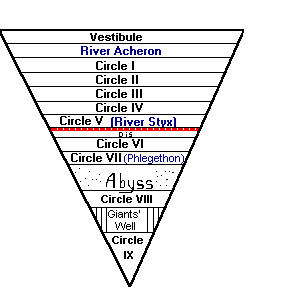 Vestibule
River Acheron
Circle I
Circle II
Circle III
Circle IV
Circle V (River Styx)
Dis
Circle VI
Circle VII (Phlegethon)
Abyss
Circle VIII
Giants'
Well
Circle
IX